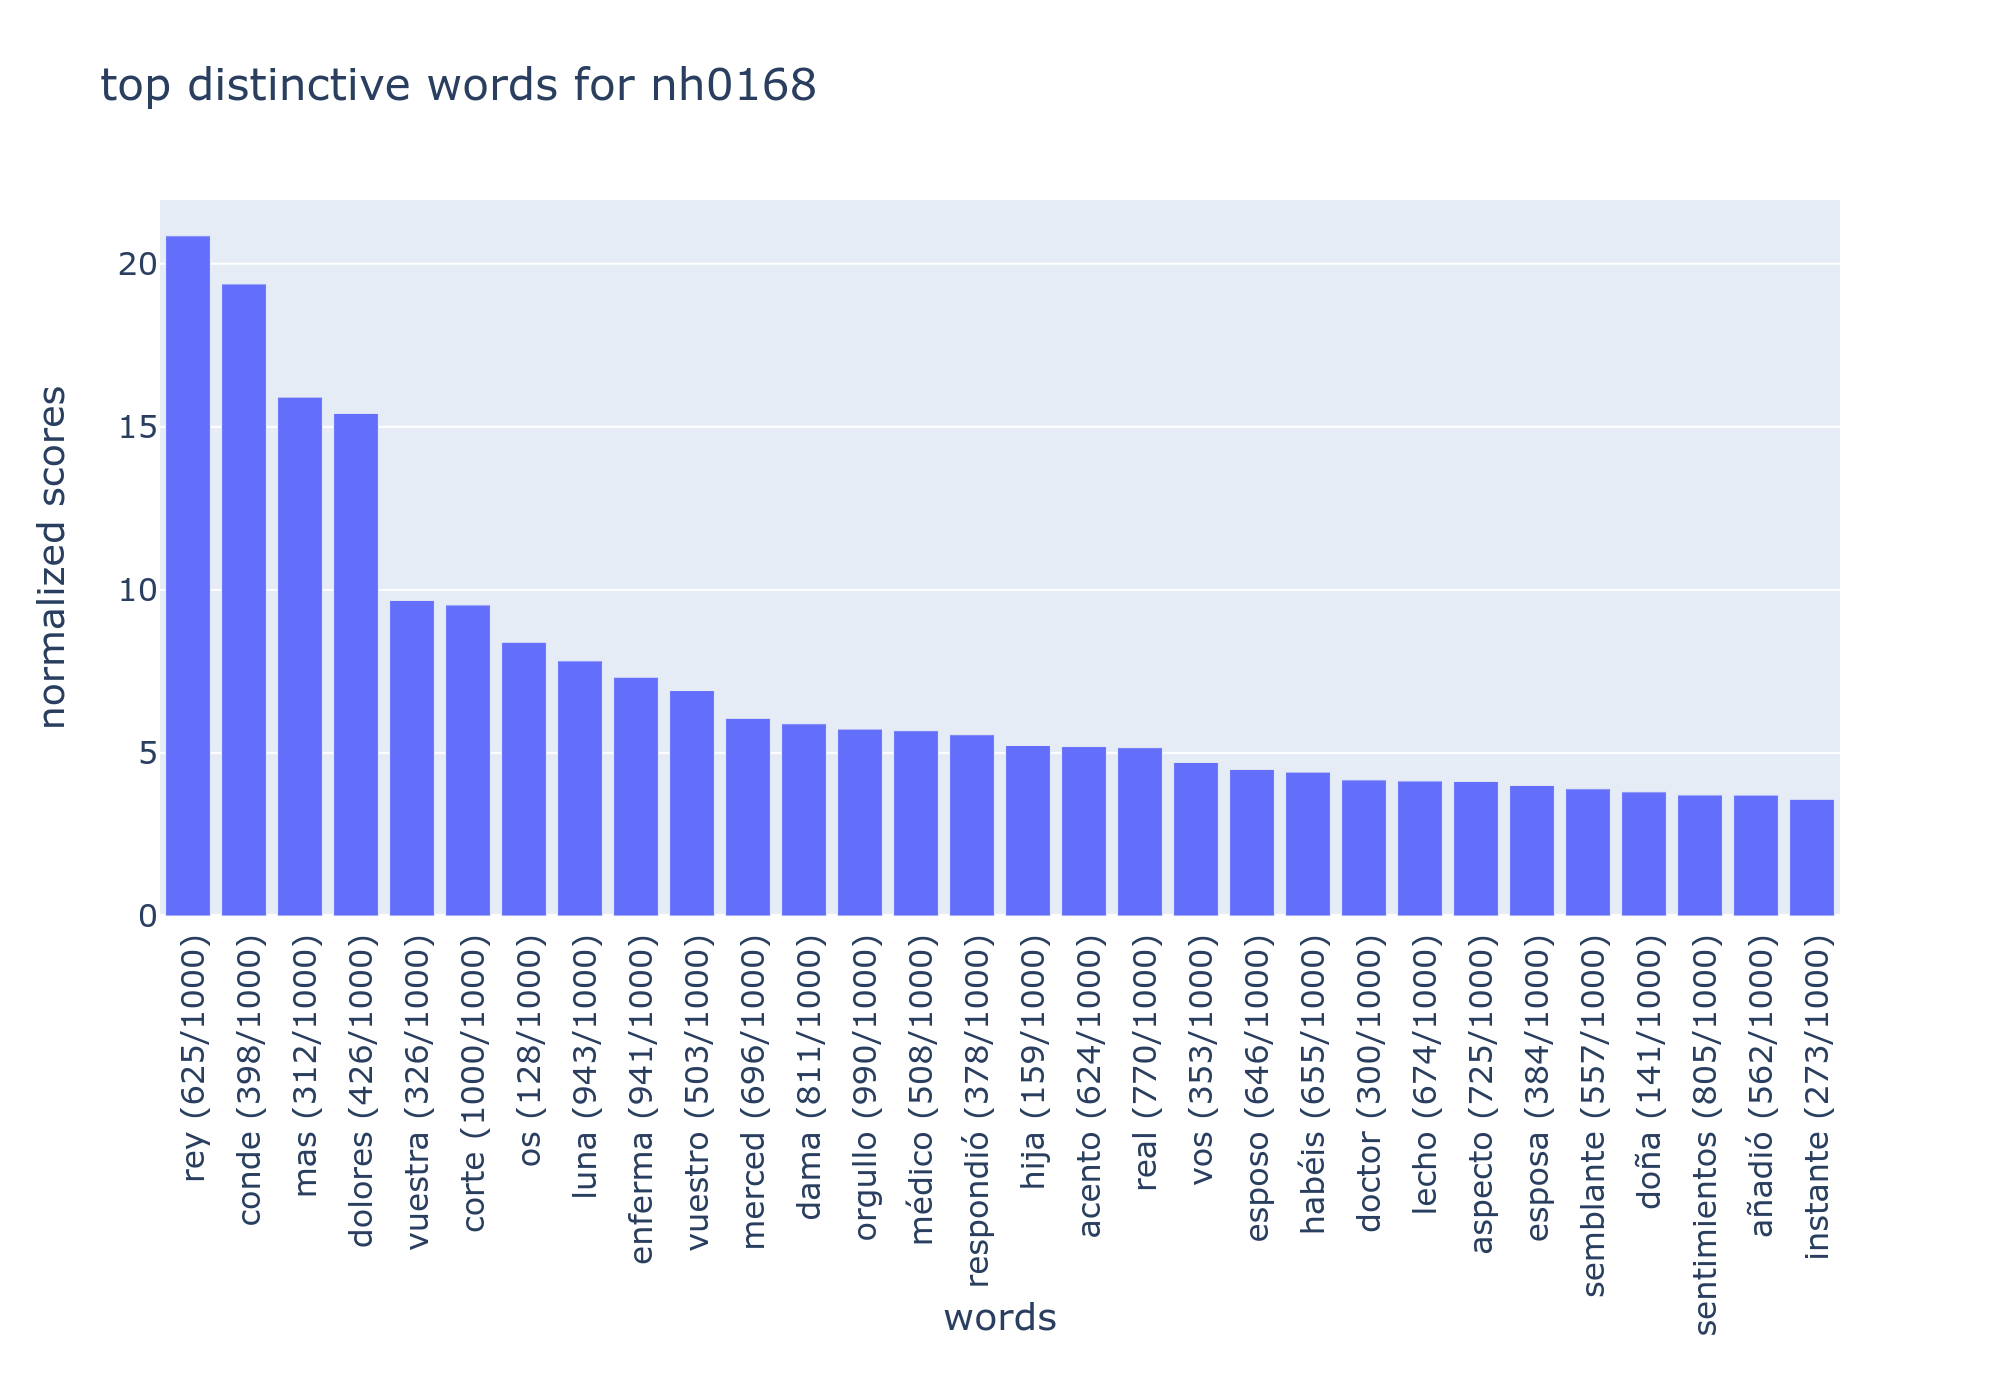 top distinctive words for nh0168
normalized scores
20
15
10
5
0
rey (625/1000)
conde (398/1000)
mas (312/1000)
dolores (426/1000)
vuestra (326/1000)
corte (1000/1000)
os (128/1000)
luna (943/1000)
enferma (941/1000)
vuestro (503/1000)
merced (696/1000)
dama (811/1000)
orgullo (990/1000)
médico (508/1000)
respondió (378/1000)
hija (159/1000)
acento (624/1000)
real (770/1000)
vos (353/1000)
esposo (646/1000)
habéis (655/1000)
doctor (300/1000)
lecho (674/1000)
aspecto (725/1000)
esposa (384/1000)
semblante (557/1000)
doña (141/1000)
sentimientos (805/1000)
añadió (562/1000)
instante (273/1000)
words